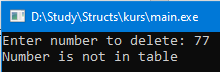 D:\Study\Structs\kurs\main.exe
Enter number to delete: 77
Number is not in table